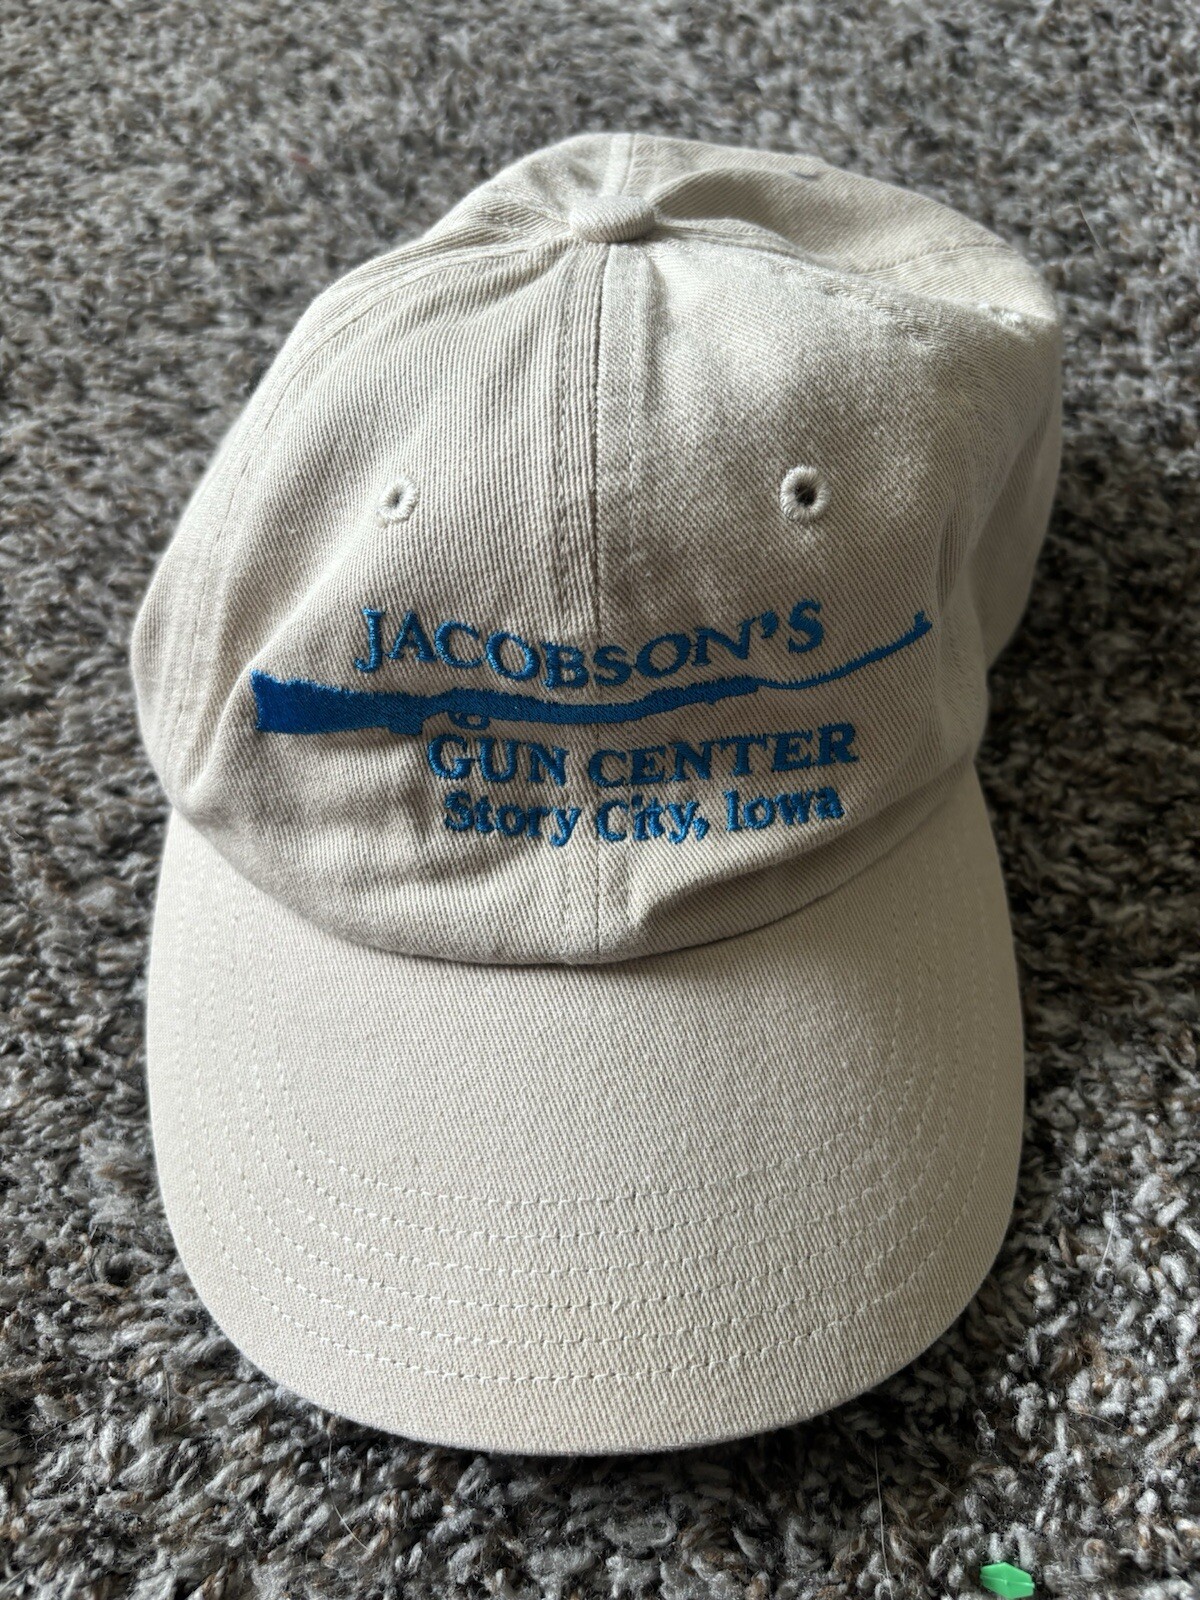 JACOBSON'S
GUN CENTER
Story City, Iowa